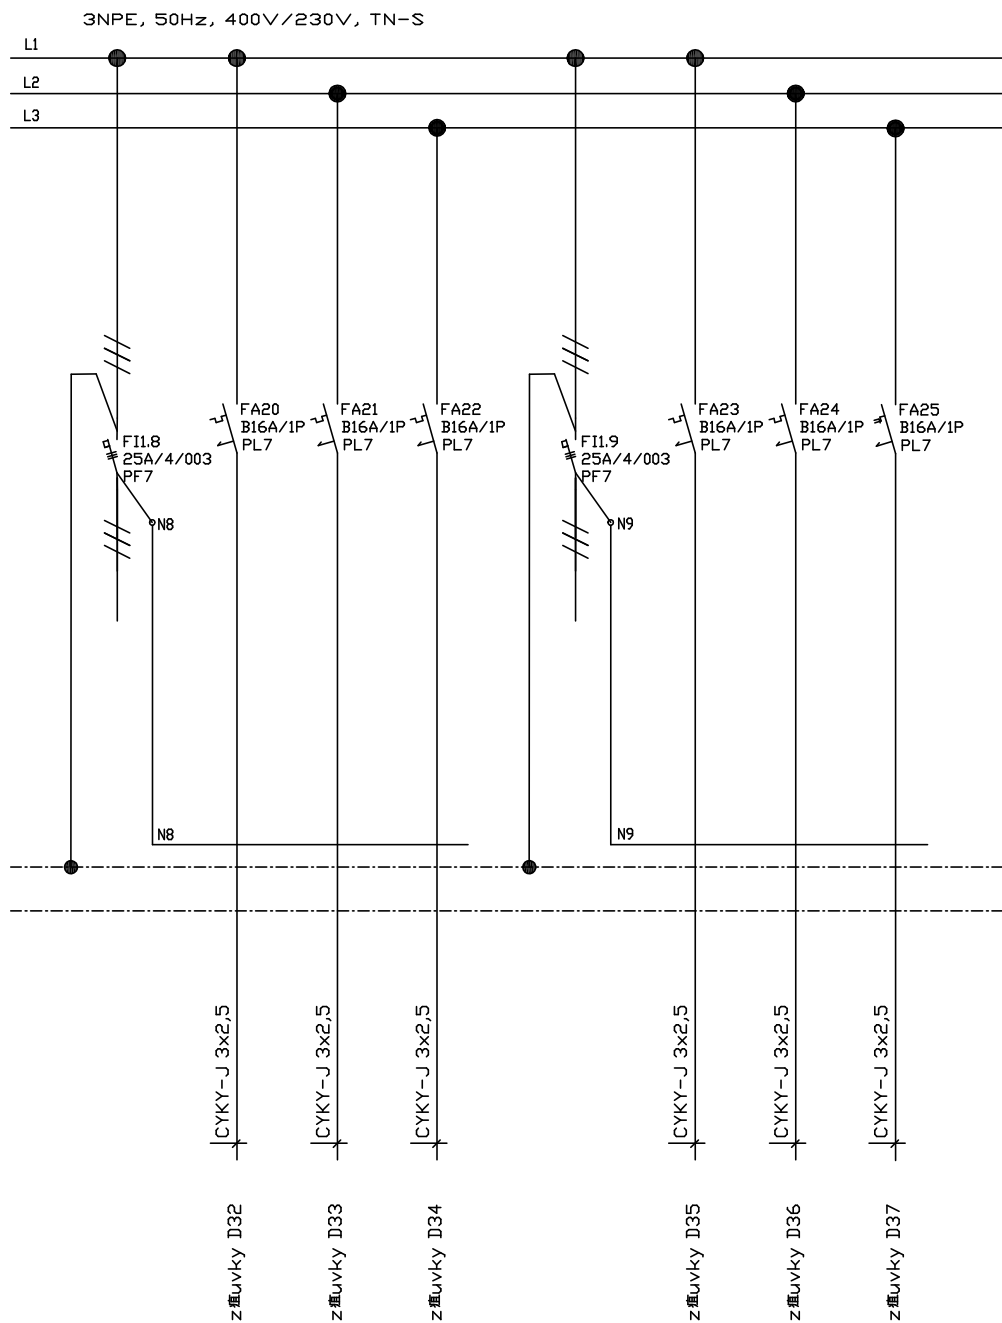 3NPE, 50Hz, 400V/230V, TN-S
L1
L2
L3
FI1.8
25A/4/003
PF7
FA20
B16A/1P
PL7
FA21
B16A/1P
PL7
FA22
B16A/1P
PL7
FI1.9
25A/4/003
PF7
FA23
B16A/1P
PL7
FA24
B16A/1P
PL7
FA25
B16A/1P
PL7
N8
N9
N8
N9
CYKY-J 3x2,5
CYKY-J 3x2,5
CYKY-J 3x2,5
CYKY-J 3x2,5
CYKY-J 3x2,5
CYKY-J 3x2,5
D32
D33
D34
D35
D36
D37